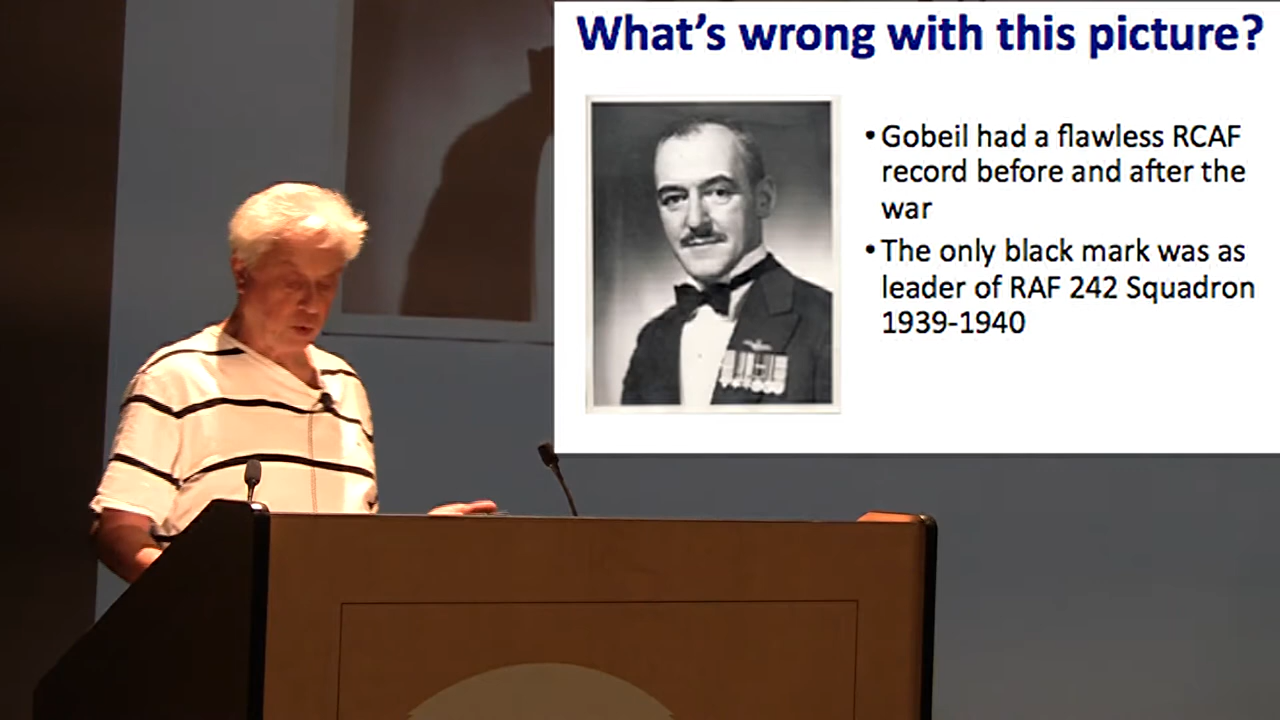 What's wrong with this picture?
• Gobeil had a flawless RCAF
record before and after the
war
• The only black mark was as
leader of RAF 242 Squadron
1939-1940